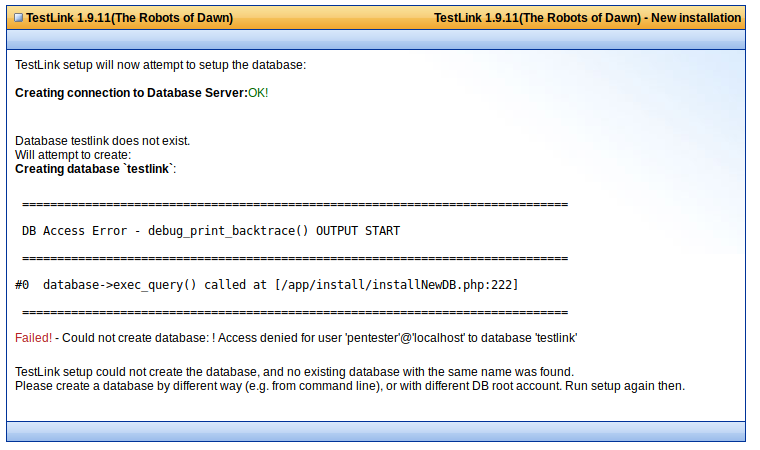 TestLink 1.9.11(The Robots of Dawn) TestLink 1.9.11(The Robots of Dawn) - New installation
TestLink setup will now attempt to setup the database:
Creating connection to Database Server:OK!
Database testlink does not exist.
Will attempt to create:
Creating database `testlink`:
==============================================================================
DB Access Error - debug_print_backtrace() OUTPUT START
==============================================================================
#0  database->exec_query() called at [/app/install/installNewDB.php:222]
==============================================================================
Failed! - Could not create database: ! Access denied for user 'pentester'@'localhost' to database 'testlink'
TestLink setup could not create the database, and no existing database with the same name was found.
Please create a database by different way (e.g. from command line), or with different DB root account. Run setup again then.